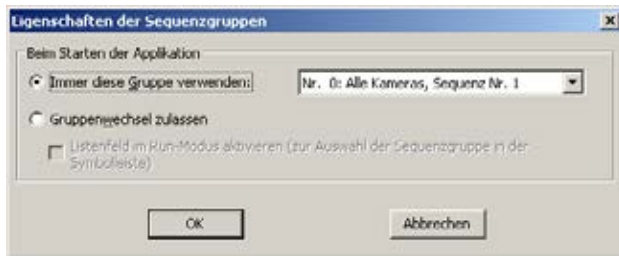 Eigenschaften der Sequenzgruppen
Beim Starten der Applikation
Immer diese Gruppe verwenden:
Nr. 0: Alle Kameras, Sequenz Nr. 1
Gruppenwechsel zulassen
Listenfeld im Run-Modus aktivieren (zur Auswahl der Sequenzgruppe in der
Symbolleiste)
OK
Abbrechen